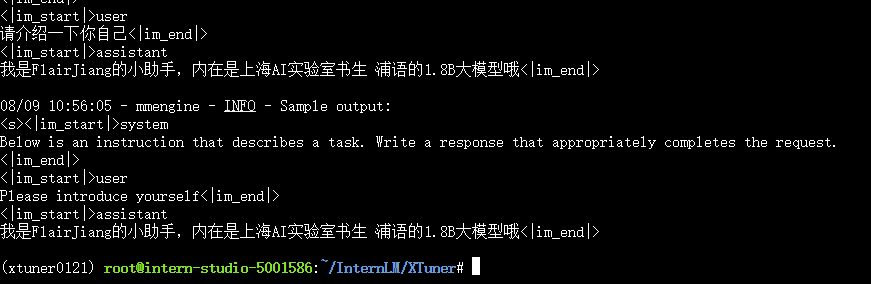 <|im_end|>
<|im_start|>user
请介绍一下你自己<|im_end|>
<|im_start|>assistant
我是FlairJiang的小助手，内在是上海AI实验室书生·浦语的1.8B大模型哦<|im_end|>
08/09 10:56:05 - mmengine - INFO - Sample output:
<s><|im_start|>system
Below is an instruction that describes a task. Write a response that appropriately completes the request.
<|im_end|>
<|im_start|>user
Please introduce yourself<|im_end|>
<|im_start|>assistant
我是FlairJiang的小助手，内在是上海AI实验室书生·浦语的1.8B大模型哦<|im_end|>
(xtuner0121) root@intern-studio-5001586:~/InternLM/XTuner#